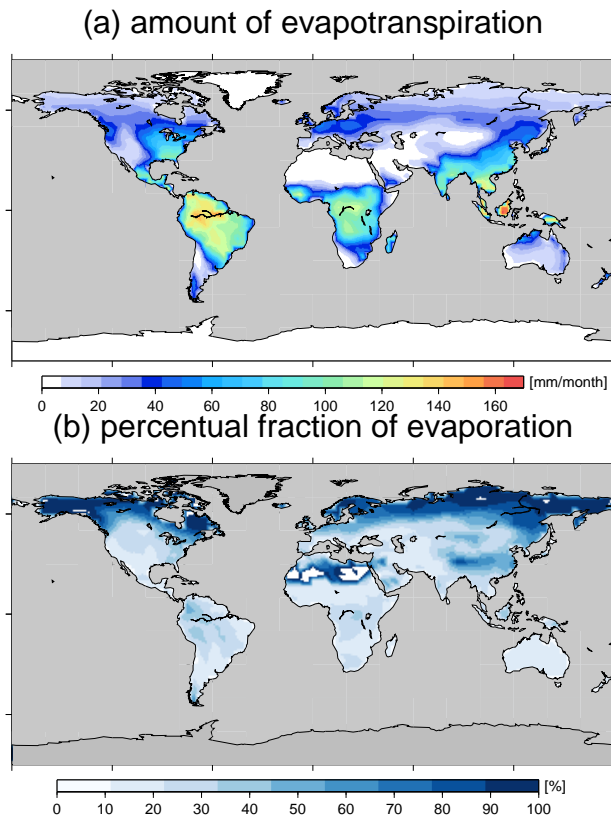 (a) amount of evapotranspiration
[mm/month]
0 20 40 60 80 100 120 140 160
(b) percentual fraction of evaporation
[%]
0 10 20 30 40 50 60 70 80 90 100